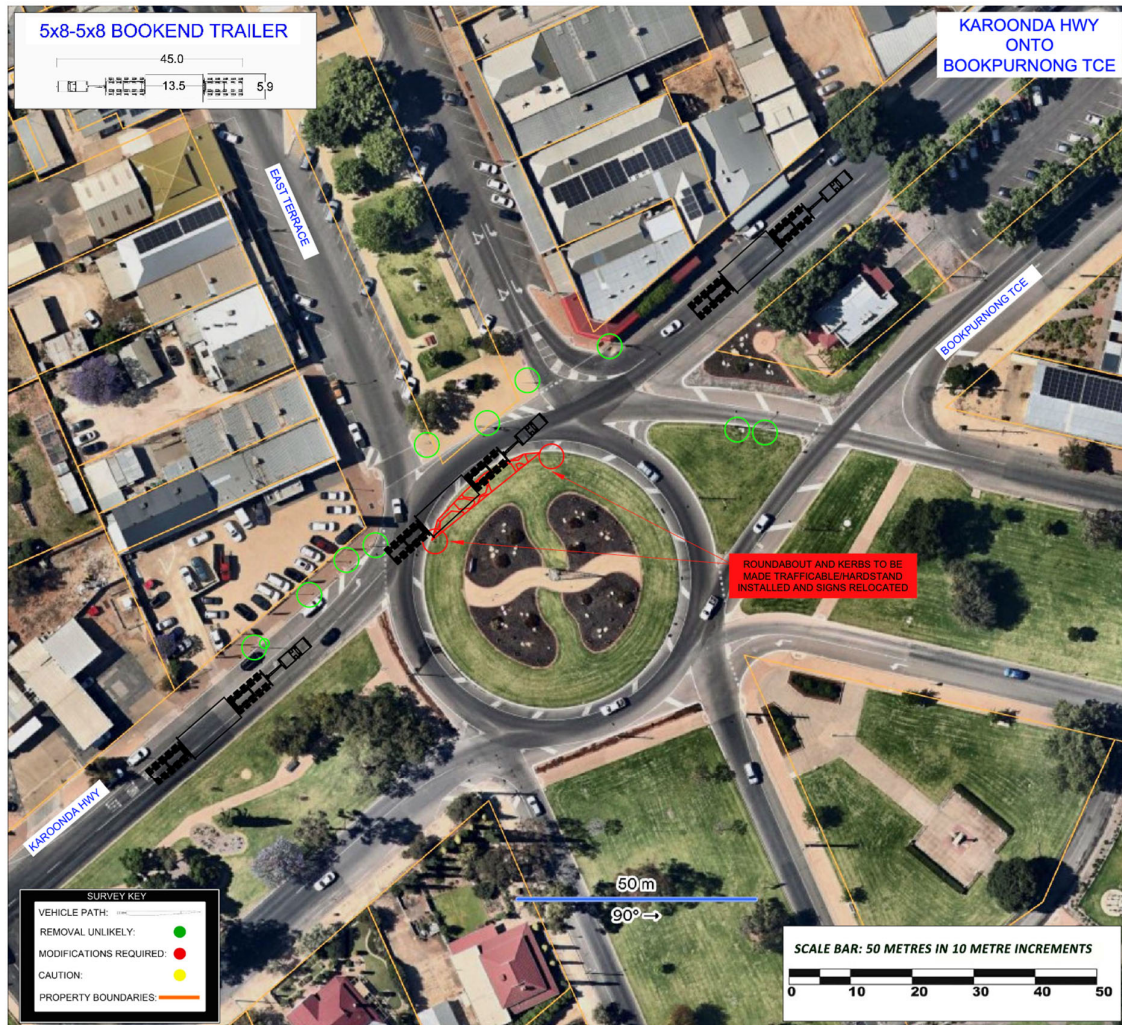 5x8-5x8 BOOKEND TRAILER
45.0
13.5
5.9
KAROONDA HWY
ONTO
BOOKPURNONG TCE
EAST TERRACE
BOOKPURNONG TCE
ROUNDABOUT AND KERBS TO BE
MADE TRAFFICABLE/HARDSTAND
INSTALLED AND SIGNS RELOCATED
KAROONDA HWY
50 m
90° →
SURVEY KEY
VEHICLE PATH:
REMOVAL UNLIKELY:
MODIFICATIONS REQUIRED:
CAUTION:
PROPERTY BOUNDARIES:
SCALE BAR: 50 METRES IN 10 METRE INCREMENTS
0 10 20 30 40 50